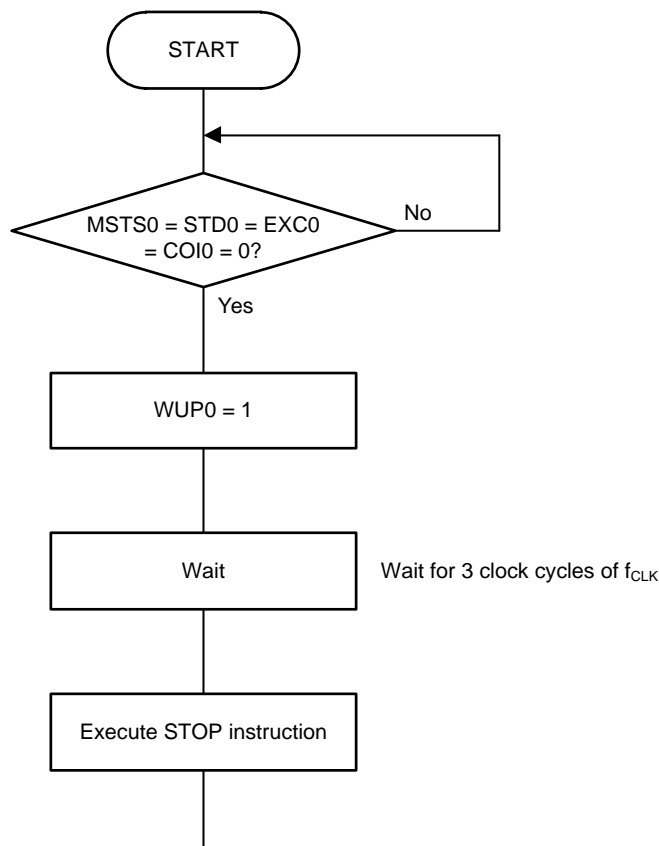 START
MSTS0 = STD0 = EXC0
= COI0 = 0?
No
Yes
WUP0 = 1
Wait
Wait for 3 clock cycles of fCLK
Execute STOP instruction